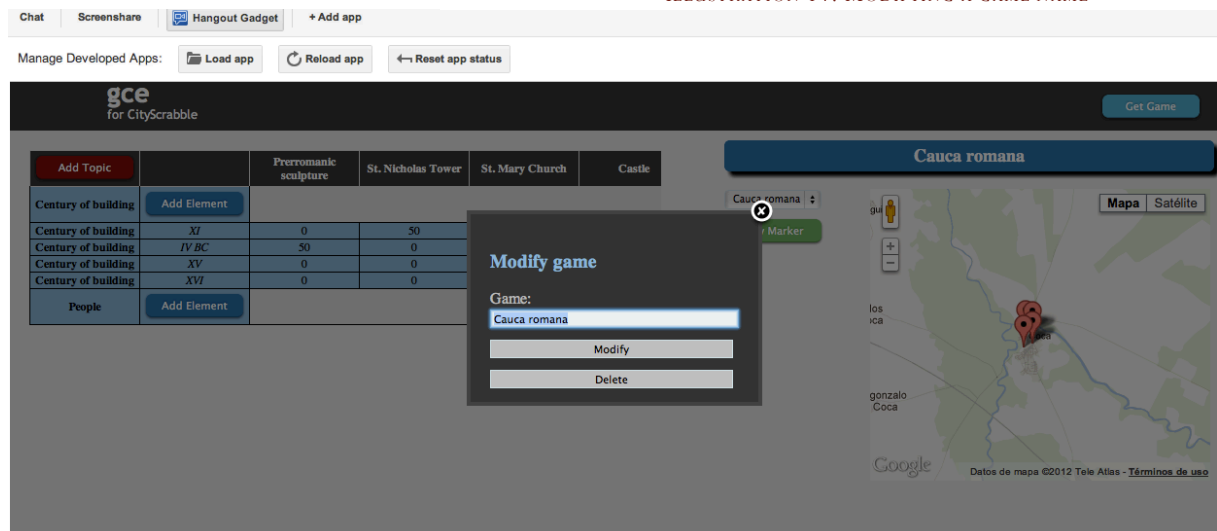 Chat Screenshare Hangout Gadget + Add app
Manage Developed Apps: Load app Reload app Reset app status
gce
for CityScrabble
Get Game
Add Topic Prerromanic sculpture St. Nicholas Tower St. Mary Church Castle
Century of building Add Element
Century of building XI 0 50
Century of building IV BC 50 0
Century of building XV 0 0
Century of building XVI 0 0
People Add Element
Modify game
Game:
Cauca romana
Modify
Delete
Cauca romana
Cauca romana
Marker
Mapa Satélite
gonzalo
Coca
Google
Datos de mapa ©2012 Tele Atlas - Términos de uso